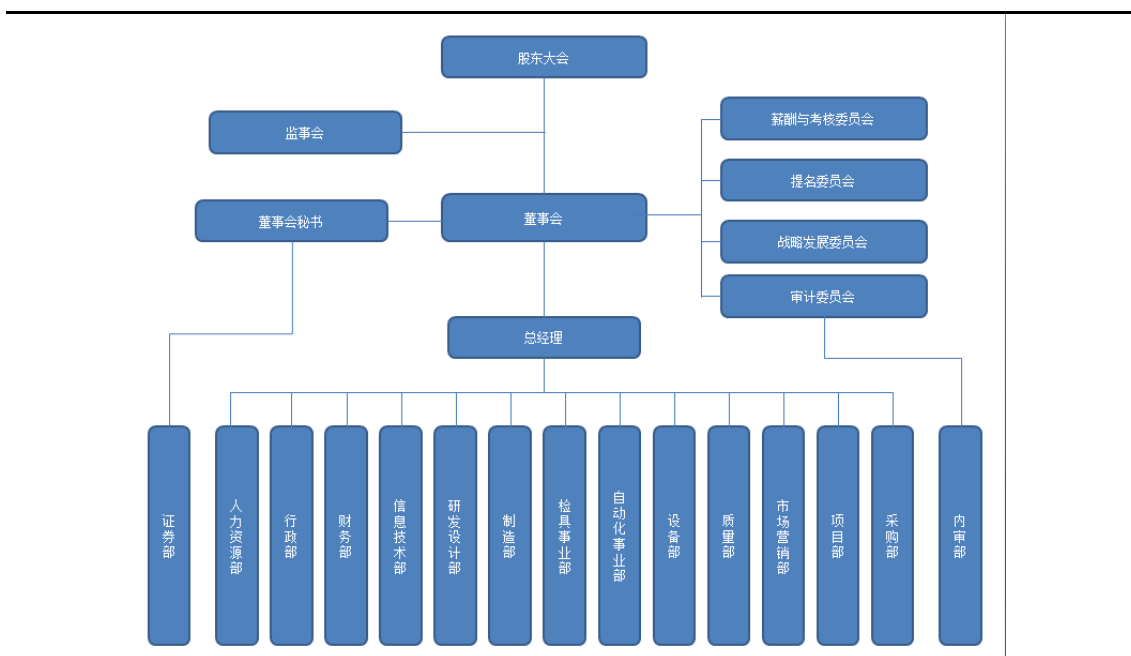 股东大会
监事会
薪酬与考核委员会
提名委员会
董事会秘书
董事会
战略发展委员会
审计委员会
总经理
证券部
人力资源部
行政部
财务部
信息技术部
研发设计部
制造部
检具事业部
自动化事业部
设备部
质量部
市场营销部
项目部
采购部
内审部